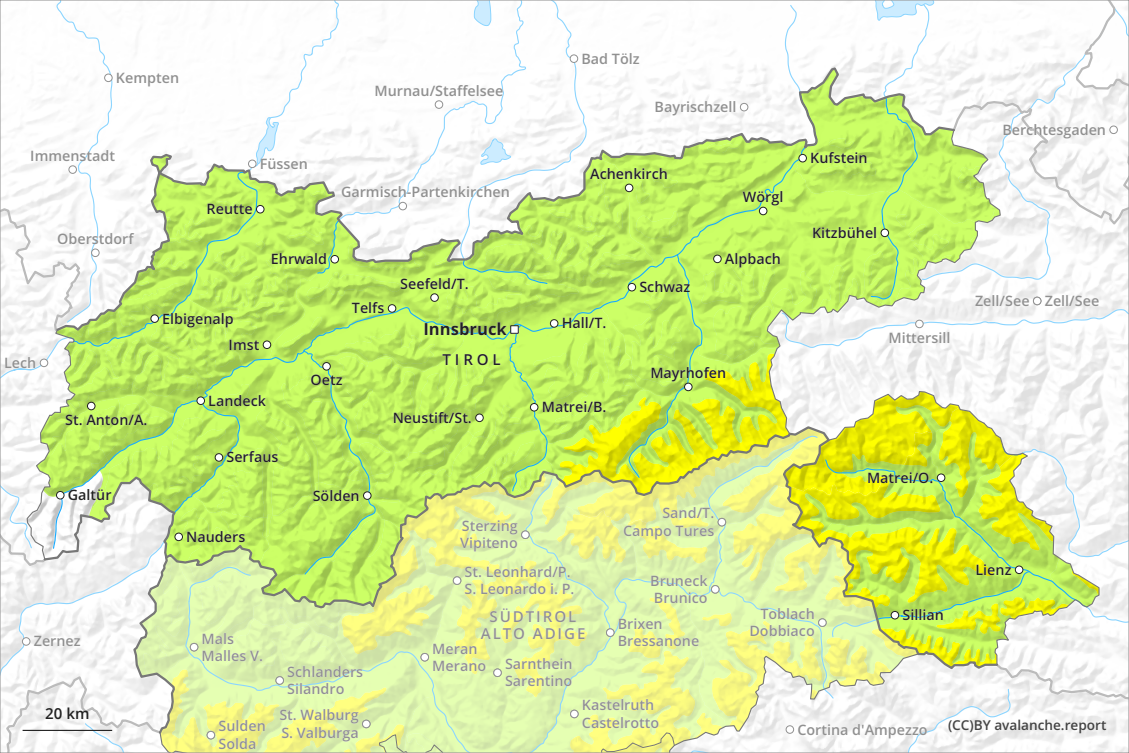 Kempten
Bad Tölz
Murnau/Staffelsee
Bayrischzell
Berchtesgaden
Immenstadt
Füssen
Kufstein
Achenkirch
Garmisch-Partenkirchen
Wörgl
Reutte
Kitzbühel
Oberstdorf
Ehrwald
Alpbach
Seefeld/T.
Schwaz
Zell/See
Zell/See
Telfs
Elbigenalp
Innsbruck
Hall/T.
Mittersill
Imst
TIROL
Lech
Oetz
Mayrhofen
Landeck
Matrei/B.
St. Anton/A.
Neustift/St.
Serfaus
Matrei/O.
Galtür
Sölden
Sand/T.
Campo Tures
Sterzing
Vipiteno
Nauders
Lienz
St. Leonhard/P.
S. Leonardo i. P.
Bruneck
Brunico
SÜDTIROL
ALTO ADIGE
Toblach
Dobbiaco
Sillian
Brixen
Bressanone
Zernez
Mals
Malles V.
Meran
Merano
Sarnthein
Sarentino
Schlanders
Silandro
Kastelruth
Castelrotto
20 km
St. Walburg
S. Valburga
Sulden
Solda
Cortina d'Ampezzo
(CC)BY avalanche.report